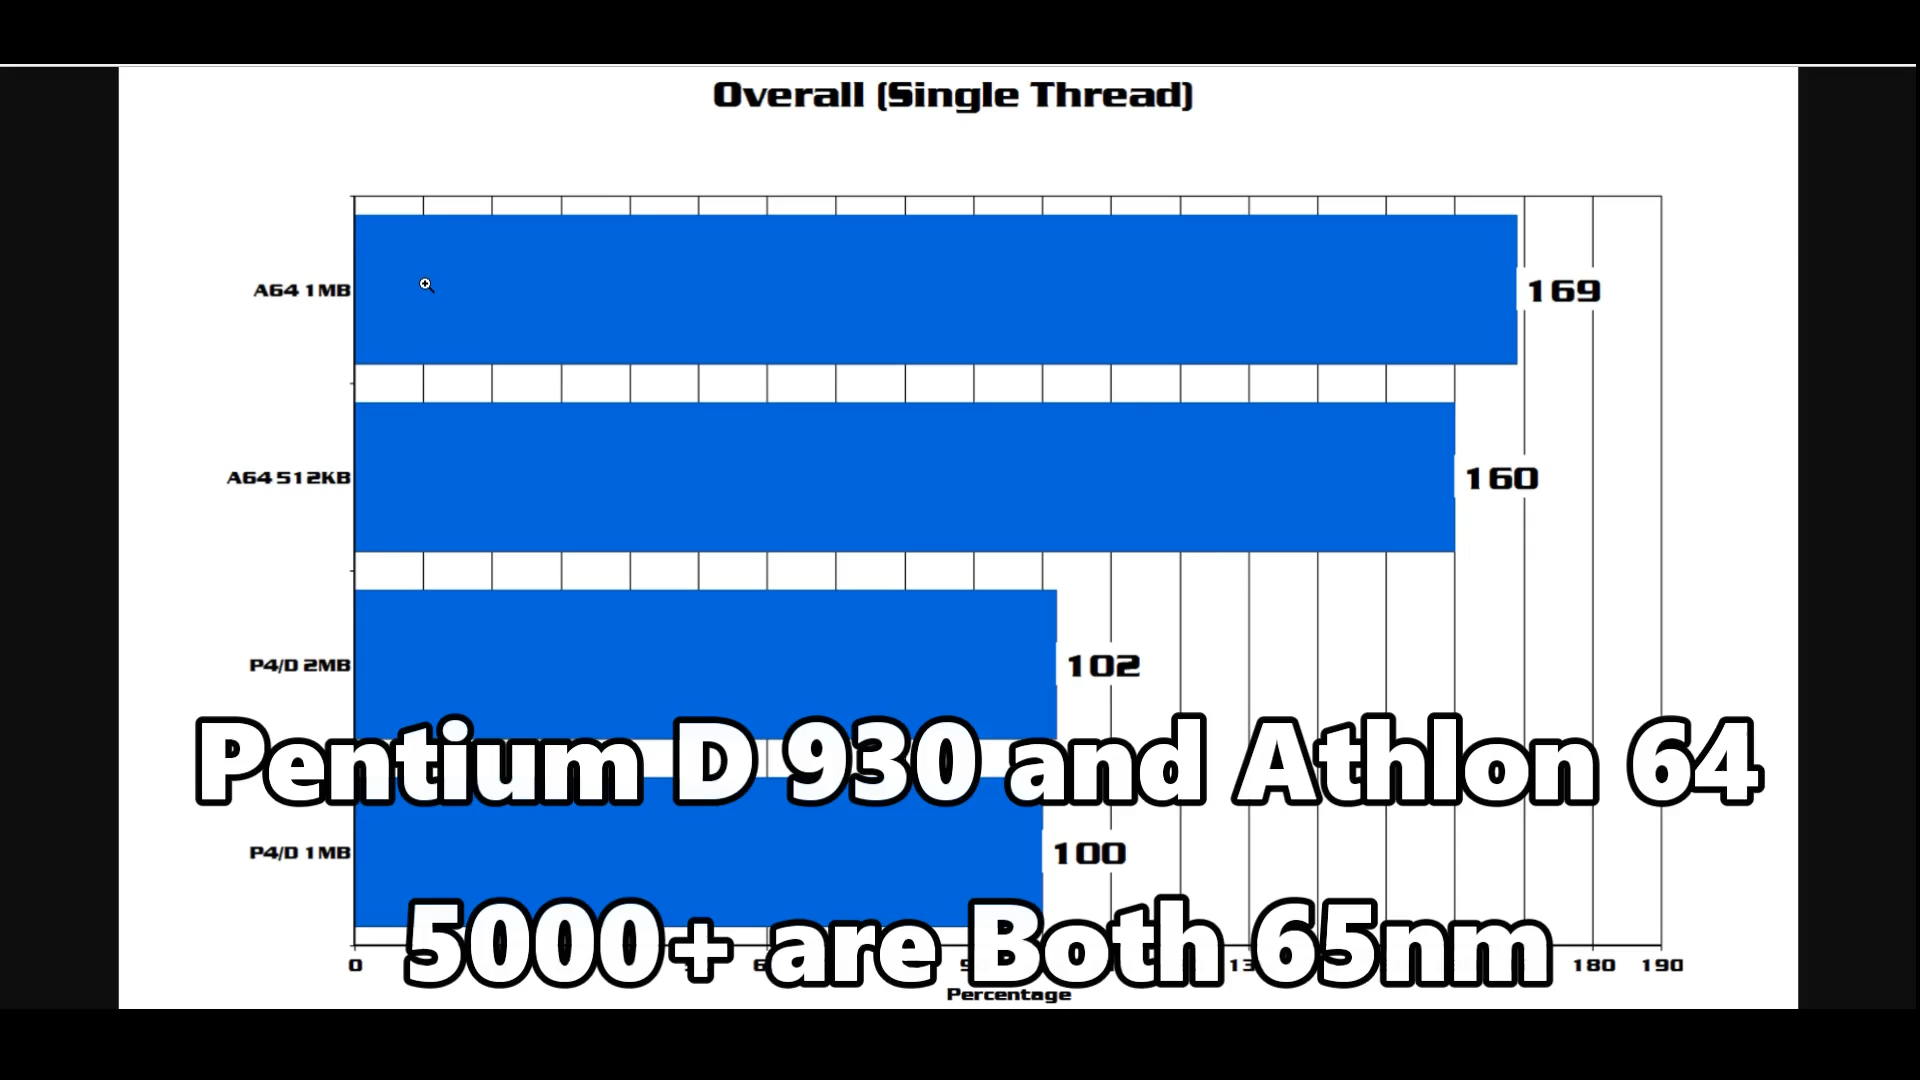 Overall (Single Thread)
A64 1MB
169
A64 512KB
160
P4/D 2MB
102
Pentium D 930 and Athlon 64
P4/D 1MB
100
5000+ are Both 65nm
0
180
190
Percentage